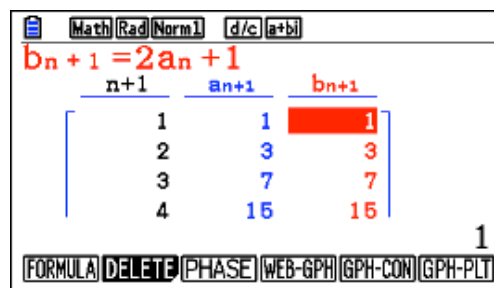 Math Rad Norm1 d/c a+bi
bn+1=2an+1
n+1 an+1 bn+1
1 1 1
2 3 3
3 7 7
4 15 15
1
FORMULA DELETE PHASE WEB-GPH GPH-CON GPH-PLT